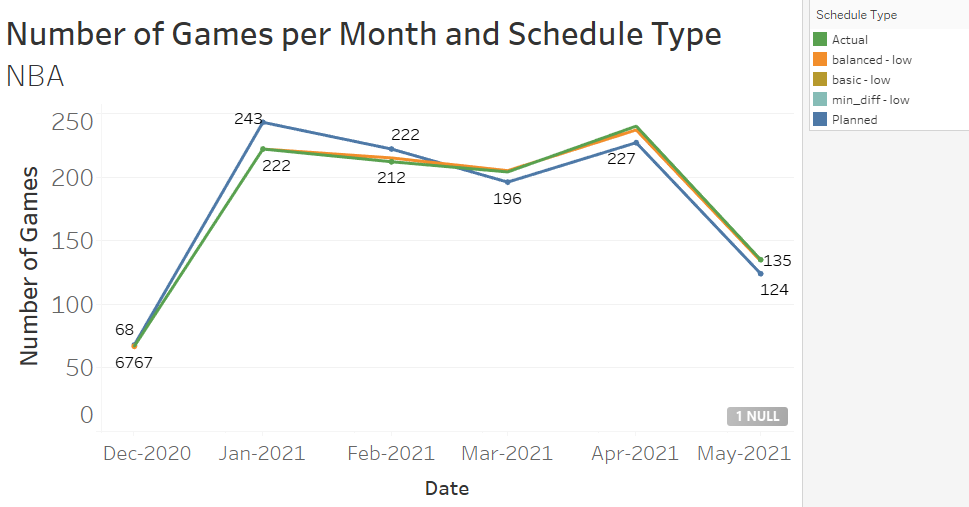 Number of Games per Month and Schedule Type
NBA
Schedule Type
Actual
balanced - low
basic - low
min_diff - low
Planned
Number of Games
250
200
150
100
50
0
68
6767
243
222
222
212
196
227
135
124
1 NULL
Dec-2020 Jan-2021 Feb-2021 Mar-2021 Apr-2021 May-2021
Date